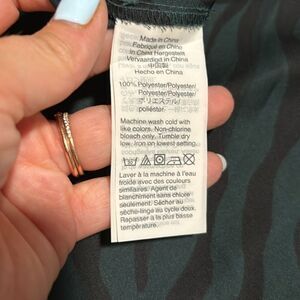 Made in China
Fabriqué en Chine
In China Hergestellt
Vervaardigd in China
中国製
Hecho en China
100% Polyester/Polyester/
Polyester/Polyester/
ポリエステル/
poliéster.
Machine wash cold with
like colors. Non-chlorine
bleach only. Tumble dry
low. Iron on lowest setting.
Laver à la machine à l'eau
froide avec des couleurs
similaires. Agent de
blanchiment sans chlore
seulement. Sécher au
sèche-linge au cycle doux.
Repasser à la plus basse
température.